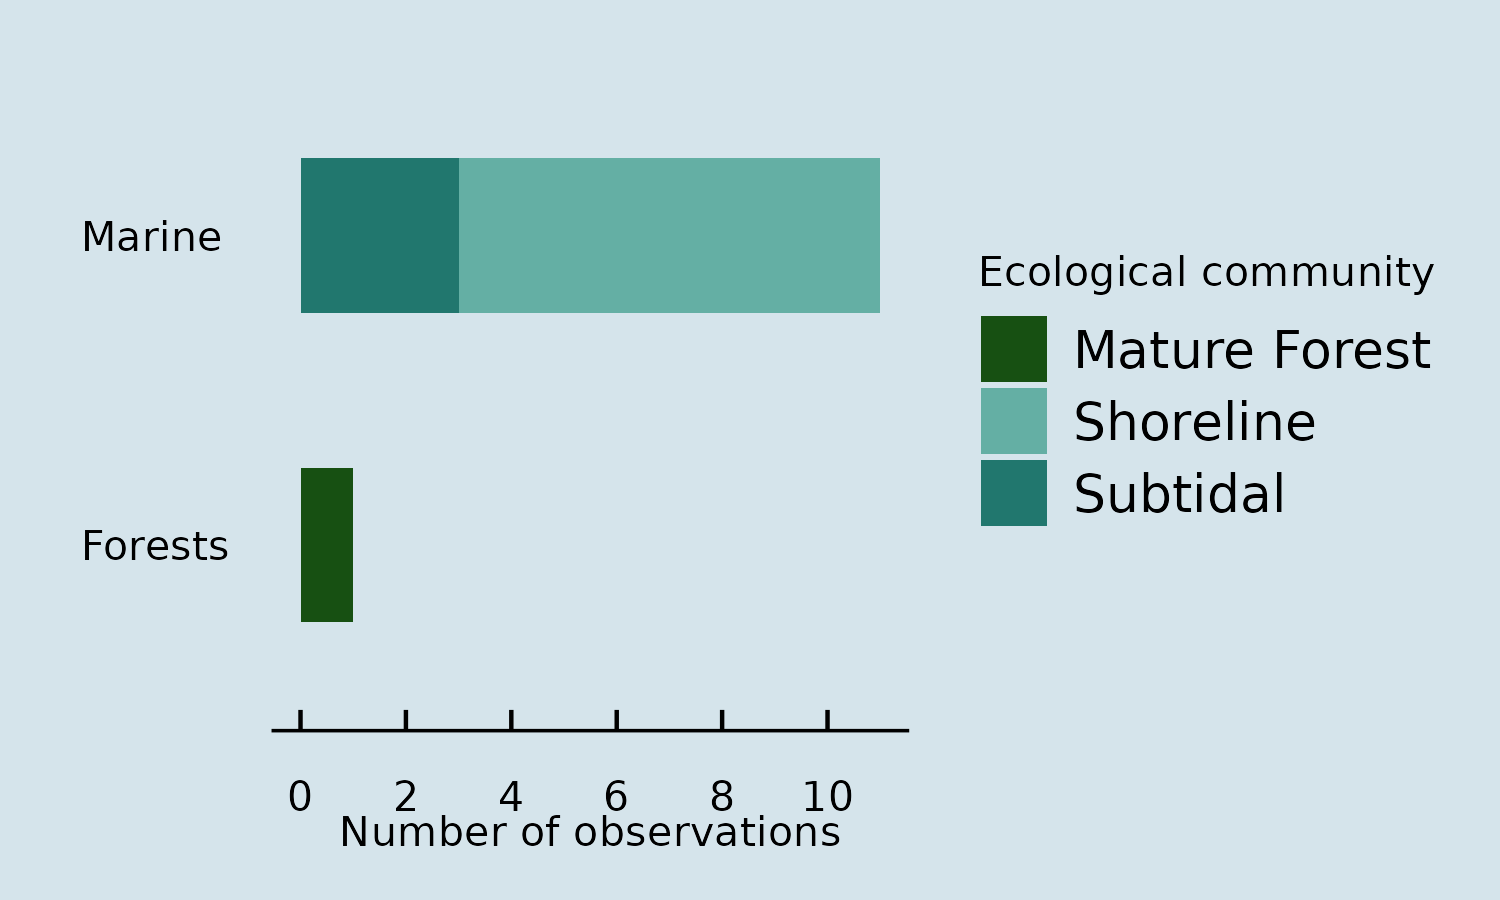 Marine
Forests
0 2 4 6 8 10
Number of observations
Ecological community
Mature Forest
Shoreline
Subtidal